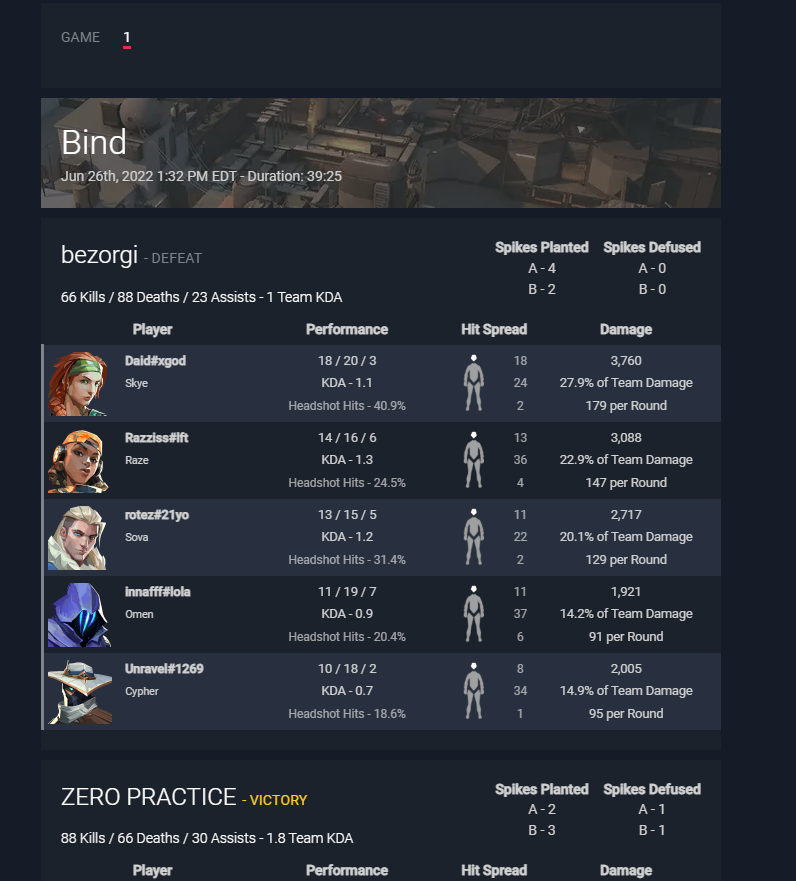 GAME 1
Bind
Jun 26th, 2022 1:32 PM EDT - Duration: 39:25
bezorgi - DEFEAT
66 Kills / 88 Deaths / 23 Assists - 1 Team KDA
Spikes Planted Spikes Defused
A - 4 A - 0
B - 2 B - 0
Player Performance Hit Spread Damage
Daid#xgod 18 / 20 / 3 18 3,760
Skye KDA - 1.1 24 27.9% of Team Damage
Headshot Hits - 40.9% 2 179 per Round
Razziss#lft 14 / 16 / 6 13 3,088
Raze KDA - 1.3 36 22.9% of Team Damage
Headshot Hits - 24.5% 4 147 per Round
rotez#21yo 13 / 15 / 5 11 2,717
Sova KDA - 1.2 22 20.1% of Team Damage
Headshot Hits - 31.4% 2 129 per Round
innafff#lola 11 / 19 / 7 11 1,921
Omen KDA - 0.9 37 14.2% of Team Damage
Headshot Hits - 20.4% 6 91 per Round
Unravel#1269 10 / 18 / 2 8 2,005
Cypher KDA - 0.7 34 14.9% of Team Damage
Headshot Hits - 18.6% 1 95 per Round
ZERO PRACTICE - VICTORY
88 Kills / 66 Deaths / 30 Assists - 1.8 Team KDA
Spikes Planted Spikes Defused
A - 2 A - 1
B - 3 B - 1
Player Performance Hit Spread Damage